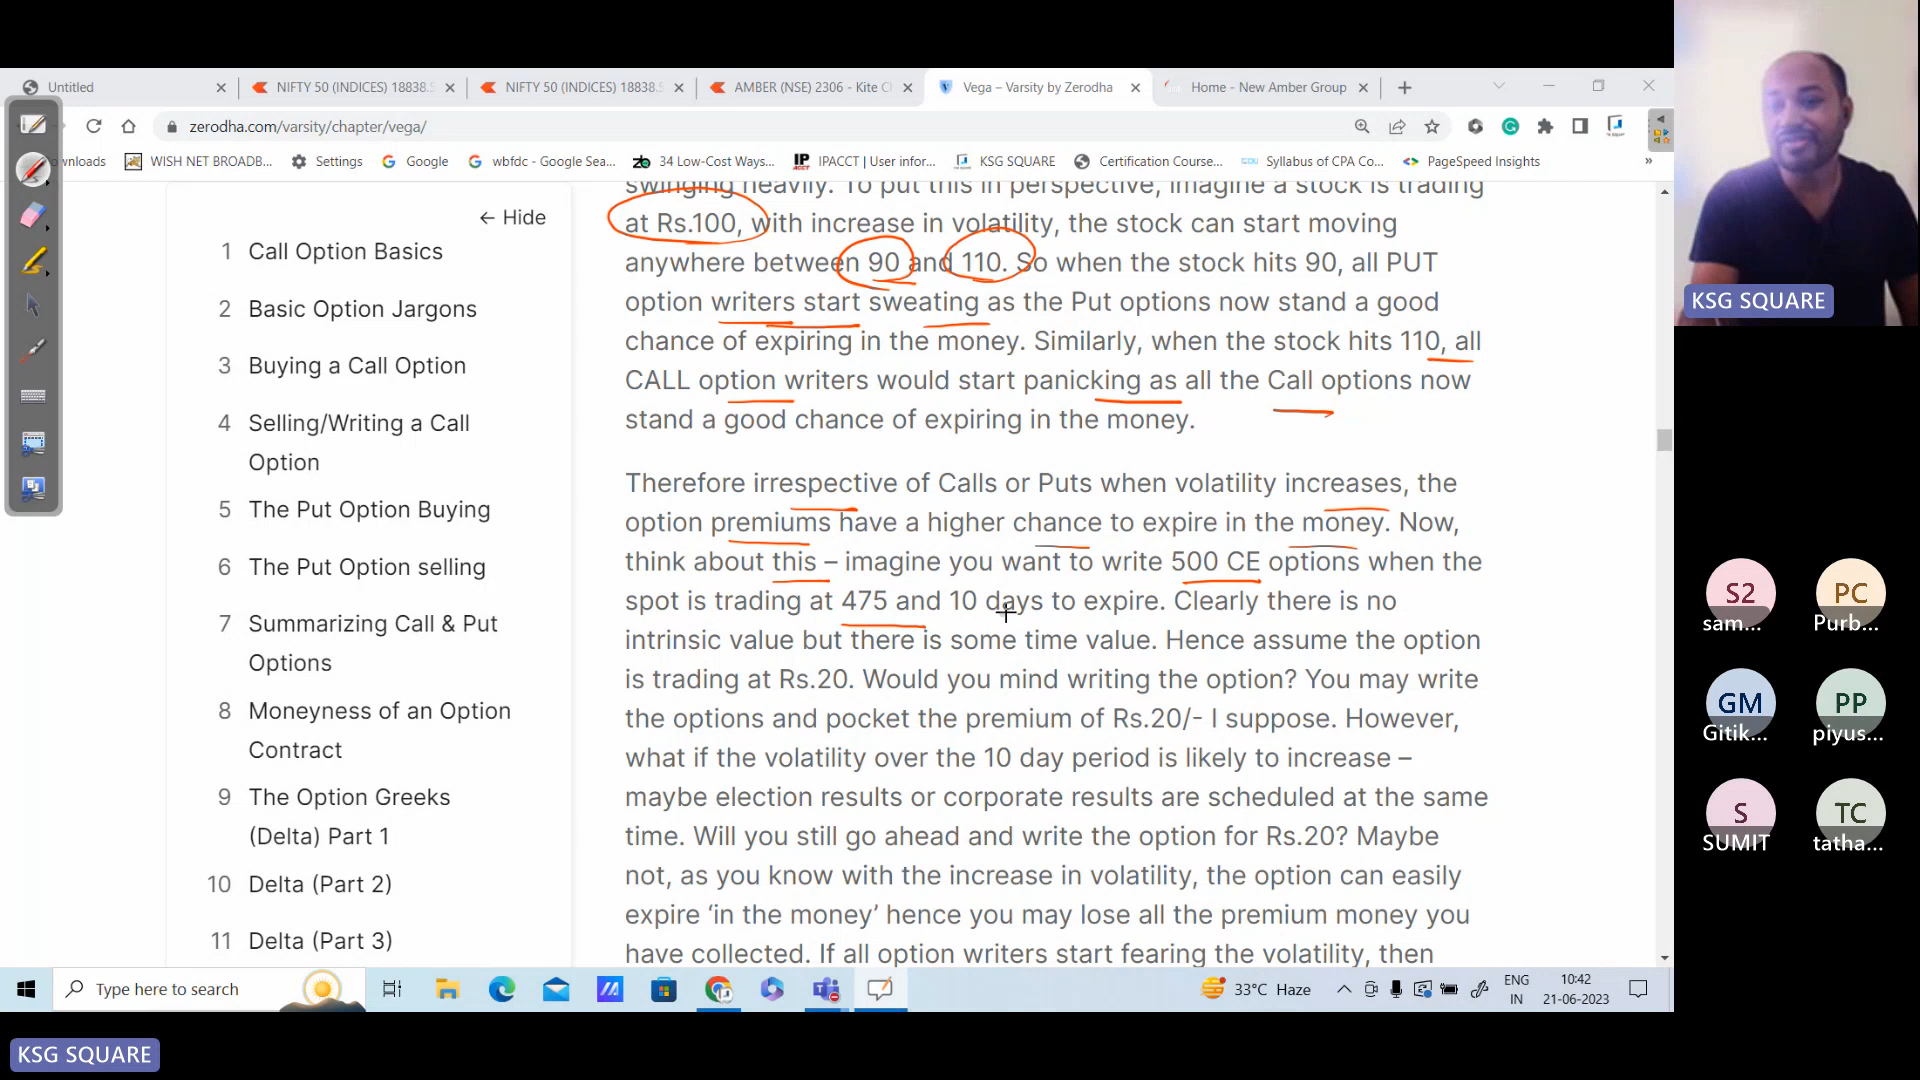 Untitled
NIFTY 50 (INDICES) 18838.5
NIFTY 50 (INDICES) 18838.5
AMBER (NSE) 2306 - Kite C
Vega – Varsity by Zerodha
Home - New Amber Group
zerodha.com/varsity/chapter/vega/
wnloads
WISH NET BROADB...
Settings
Google
wbfdc - Google Sea...
34 Low-Cost Ways...
IPACCT | User infor...
KSG SQUARE
Certification Course...
Syllabus of CPA Co...
PageSpeed Insights
← Hide
1 Call Option Basics
2 Basic Option Jargons
3 Buying a Call Option
4 Selling/Writing a Call
Option
5 The Put Option Buying
6 The Put Option selling
7 Summarizing Call & Put
Options
8 Moneyness of an Option
Contract
9 The Option Greeks
(Delta) Part 1
10 Delta (Part 2)
11 Delta (Part 3)
swinging heavily. To put this in perspective, imagine a stock is trading
at Rs.100, with increase in volatility, the stock can start moving
anywhere between 90 and 110. So when the stock hits 90, all PUT
option writers start sweating as the Put options now stand a good
chance of expiring in the money. Similarly, when the stock hits 110, all
CALL option writers would start panicking as all the Call options now
stand a good chance of expiring in the money.
Therefore irrespective of Calls or Puts when volatility increases, the
option premiums have a higher chance to expire in the money. Now,
think about this – imagine you want to write 500 CE options when the
spot is trading at 475 and 10 days to expire. Clearly there is no
intrinsic value but there is some time value. Hence assume the option
is trading at Rs.20. Would you mind writing the option? You may write
the options and pocket the premium of Rs.20/- I suppose. However,
what if the volatility over the 10 day period is likely to increase –
maybe election results or corporate results are scheduled at the same
time. Will you still go ahead and write the option for Rs.20? Maybe
not, as you know with the increase in volatility, the option can easily
expire ‘in the money’ hence you may lose all the premium money you
have collected. If all option writers start fearing the volatility, then
KSG SQUARE
S2
sam...
PC
Purb...
GM
Gitik...
PP
piyus...
S
SUMIT
TC
tatha...
Type here to search
33°C Haze
ENG
IN
10:42
21-06-2023
KSG SQUARE